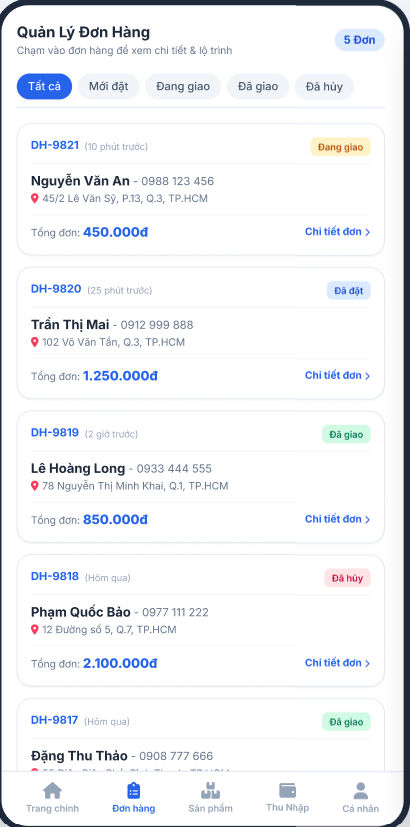 Quản Lý Đơn Hàng
5 Đơn
Chạm vào đơn hàng để xem chi tiết & lộ trình
Tất cả
Mới đặt
Đang giao
Đã giao
Đã hủy
DH-9821 (10 phút trước)
Đang giao
Nguyễn Văn An - 0988 123 456
45/2 Lê Văn Sỹ, P.13, Q.3, TP.HCM
Tổng đơn: 450.000đ
Chi tiết đơn
DH-9820 (25 phút trước)
Đã đặt
Trần Thị Mai - 0912 999 888
102 Võ Văn Tần, Q.3, TP.HCM
Tổng đơn: 1.250.000đ
Chi tiết đơn
DH-9819 (2 giờ trước)
Đã giao
Lê Hoàng Long - 0933 444 555
78 Nguyễn Thị Minh Khai, Q.1, TP.HCM
Tổng đơn: 850.000đ
Chi tiết đơn
DH-9818 (Hôm qua)
Đã hủy
Phạm Quốc Bảo - 0977 111 222
12 Đường số 5, Q.7, TP.HCM
Tổng đơn: 2.100.000đ
Chi tiết đơn
DH-9817 (Hôm qua)
Đã giao
Đặng Thu Thảo - 0908 777 666
Trang chính
Đơn hàng
Sản phẩm
Thu Nhập
Cá nhân